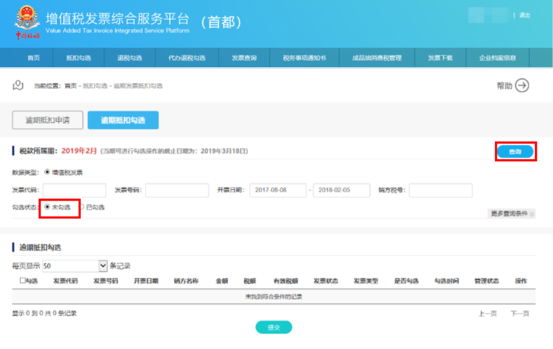 增值税发票综合服务平台 （首都）
Value Added Tax Invoice Integrated Service Platform
| 退出
首页 抵扣勾选 退税勾选 代办退税勾选 发票查询 税务事项通知书 成品油消费税管理 发票下载 企业档案信息
当前位置：首页 - 抵扣勾选 - 逾期发票抵扣勾选 帮助
逾期抵扣申请 逾期抵扣勾选
税款所属期：2019年2月 (当期可进行勾选操作的截止日期为：2019年3月18日) 查询
数据类型： 增值税发票
发票代码： 发票号码： 开票日期： 2017-08-08 - 2018-02-05 销方税号：
勾选状态： 未勾选 已勾选
更多查询条件
逾期抵扣勾选
每页显示 50 条记录
勾选 发票代码 发票号码 开票日期 销方名称 金额 税额 有效税额 发票状态 发票类型 是否勾选 勾选时间 管理状态 操作
未找到符合条件的记录
显示 0 到 0 共 0 条记录 上一页 下一页
提交